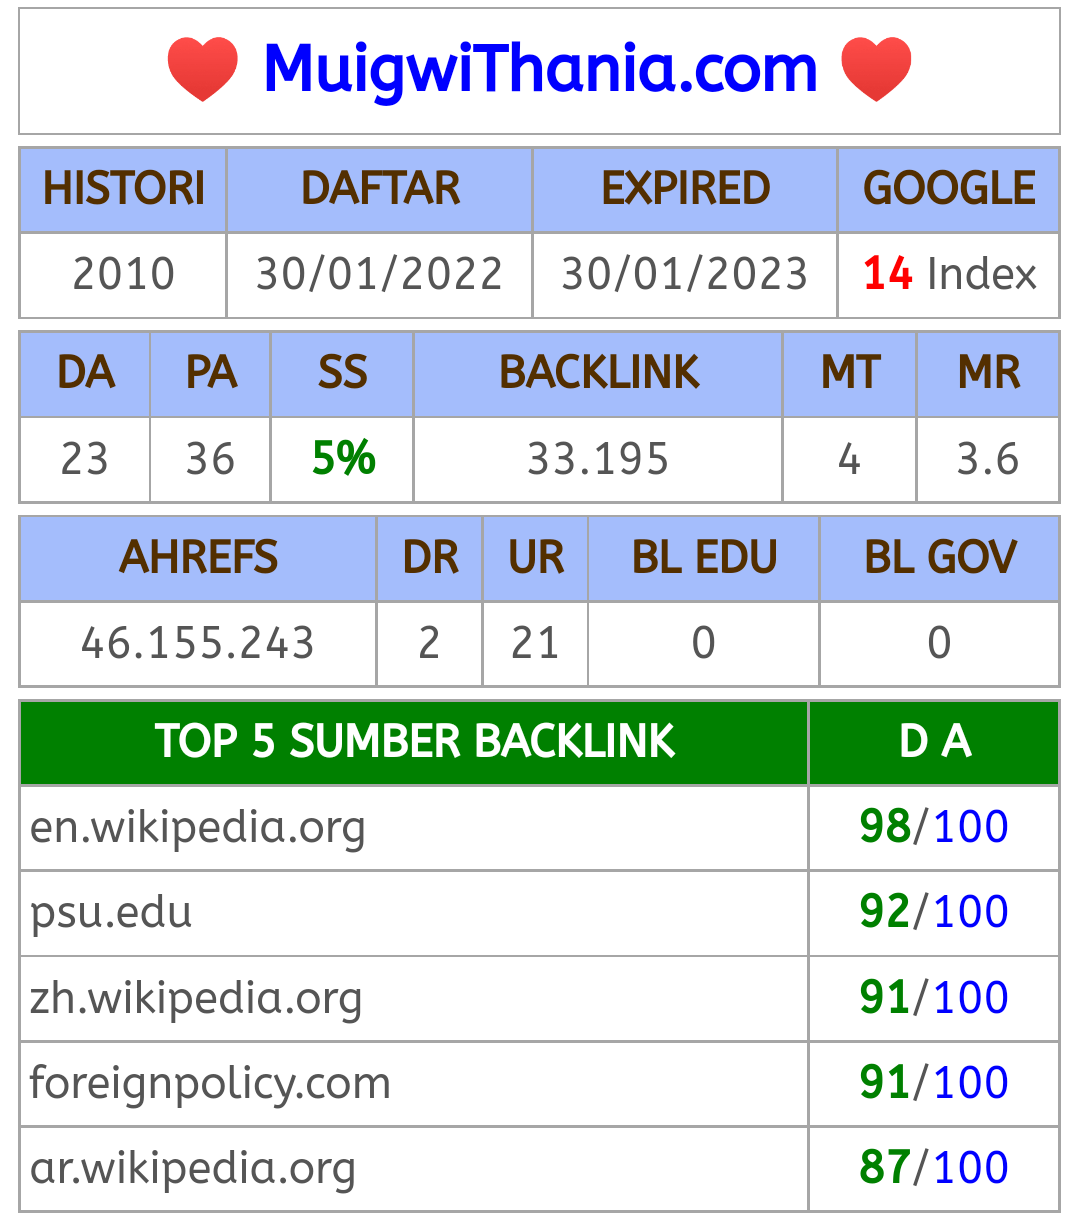 MuigwiThania.com
HISTORI DAFTAR EXPIRED GOOGLE
2010 30/01/2022 30/01/2023 14 Index
DA PA SS BACKLINK MT MR
23 36 5% 33.195 4 3.6
AHREFS DR UR BL EDU BL GOV
46.155.243 2 21 0 0
TOP 5 SUMBER BACKLINK D A
en.wikipedia.org 98/100
psu.edu 92/100
zh.wikipedia.org 91/100
foreignpolicy.com 91/100
ar.wikipedia.org 87/100